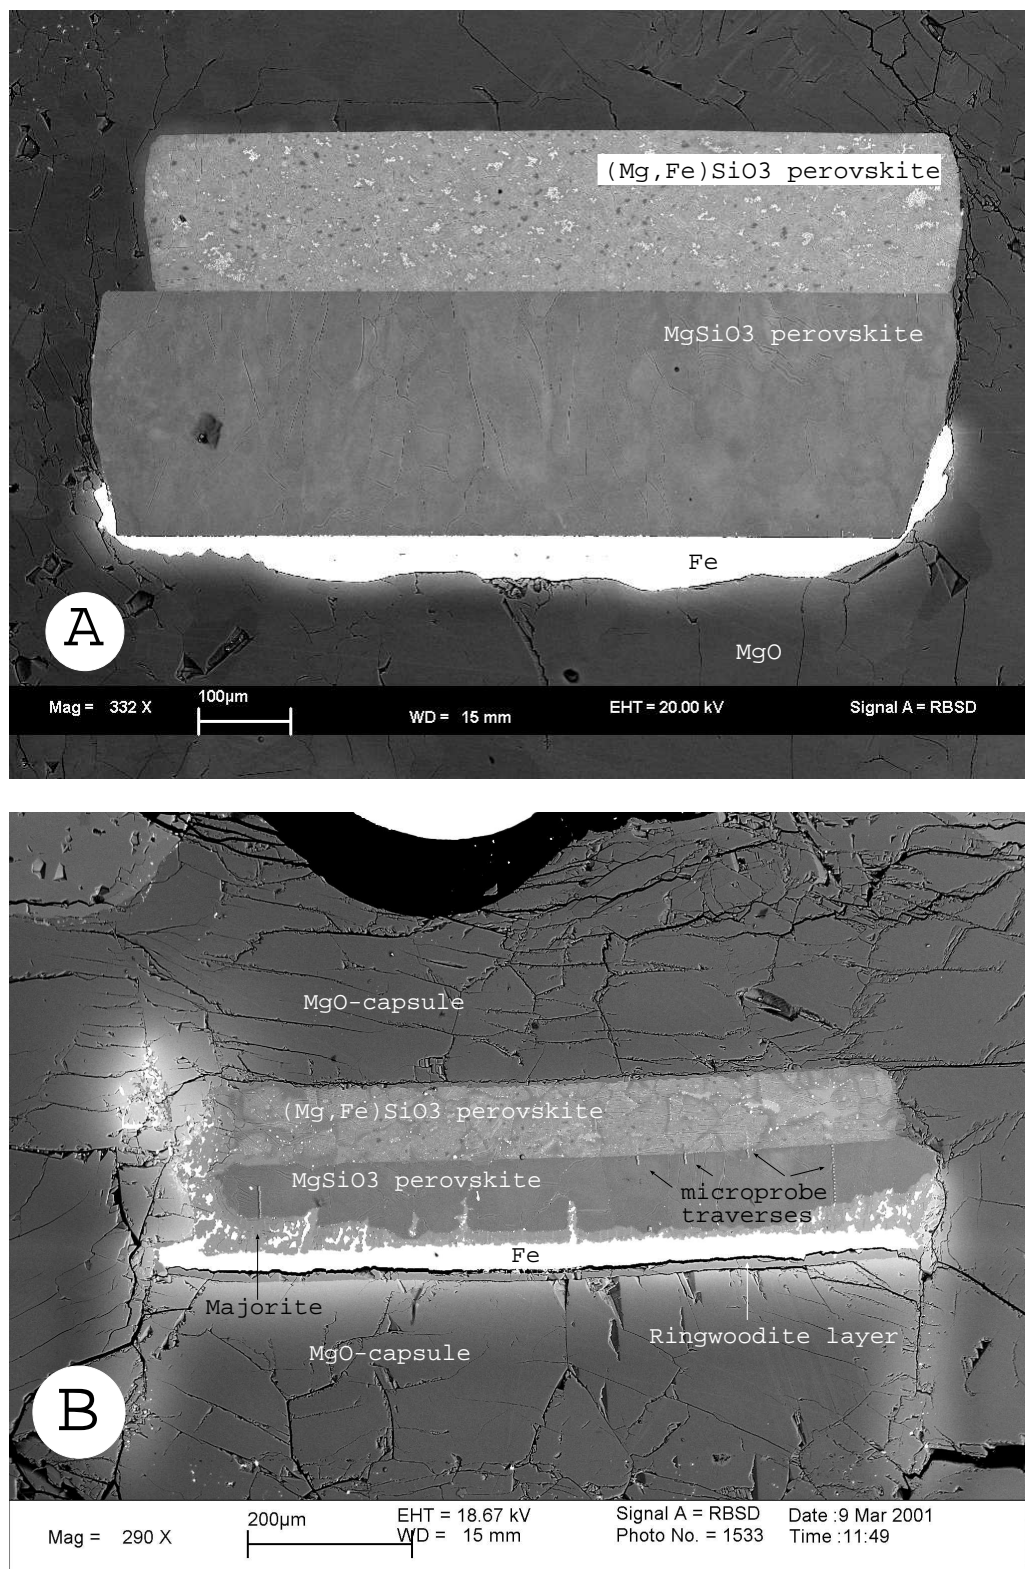 (Mg,Fe)SiO3 perovskite
MgSiO3 perovskite
Fe
A
MgO
Mag = 332 X
100µm
WD = 15 mm
EHT = 20.00 kV
Signal A = RBSD
MgO-capsule
(Mg,Fe)SiO3 perovskite
MgSiO3 perovskite
microprobe
traverses
Fe
Majorite
Ringwoodite layer
MgO-capsule
B
Mag = 290 X
200µm
EHT = 18.67 kV
WD = 15 mm
Signal A = RBSD
Photo No. = 1533
Date :9 Mar 2001
Time :11:49